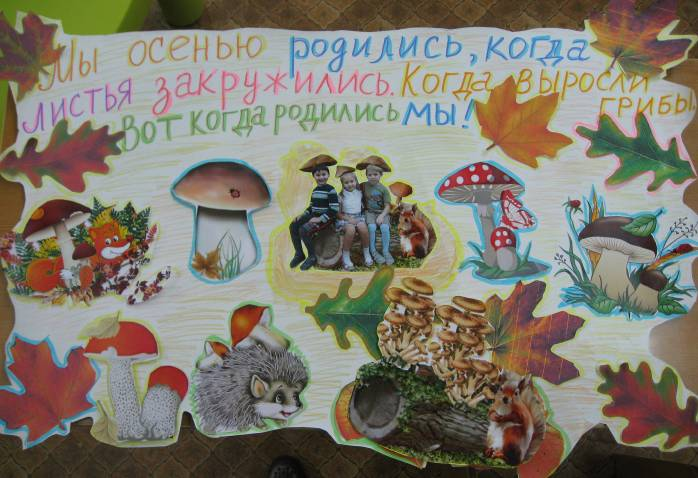 Мы осенью родились, когда
листья закружились. Когда выросли
грибы
Вот когда родились мы!